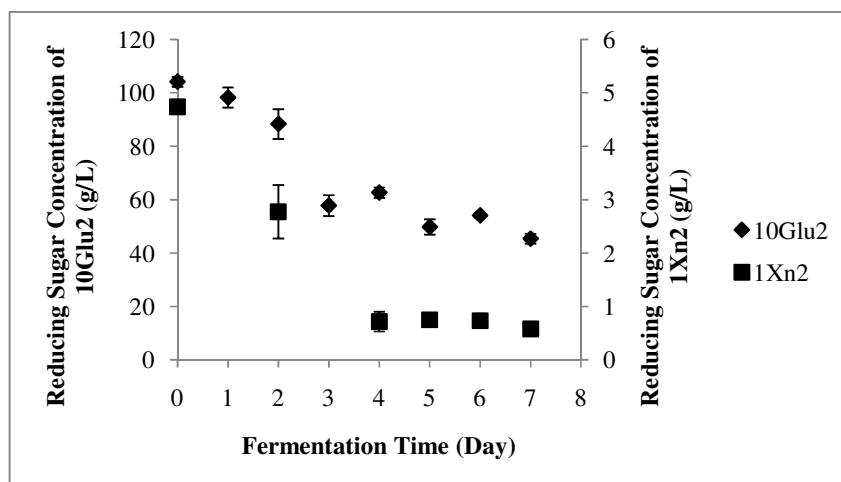 Reducing Sugar Concentration of
10Glu2 (g/L)
120
100
80
60
40
20
0
6
5
4
3
2
1
0
Reducing Sugar Concentration of
1Xn2 (g/L)
0 1 2 3 4 5 6 7 8
Fermentation Time (Day)
10Glu2
1Xn2